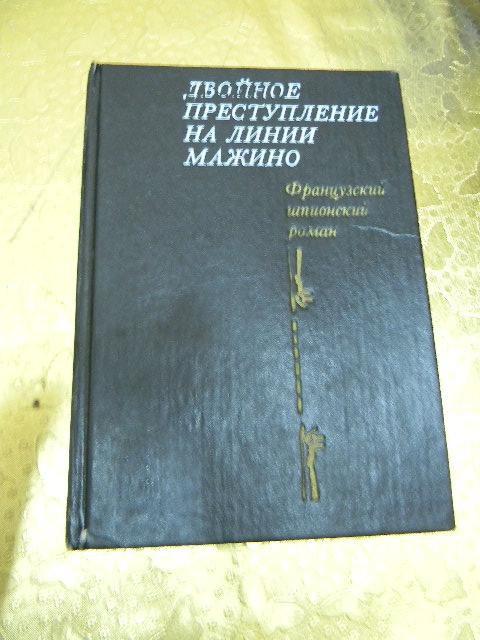 ДВОЙНОЕ
ПРЕСТУПЛЕНИЕ
НА ЛИНИИ
МАЖИНО
Французский
шпионский
роман